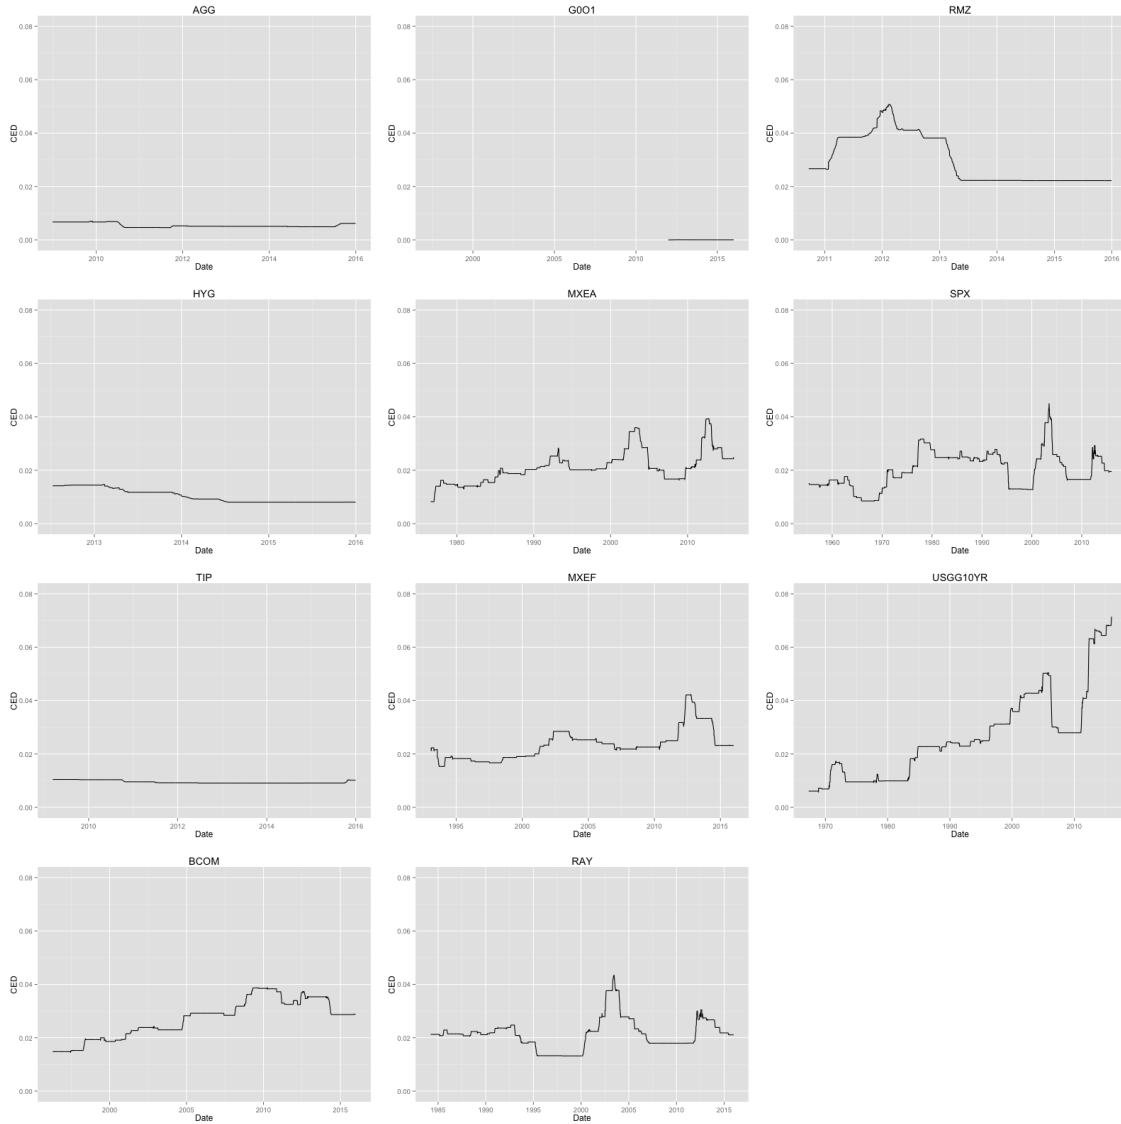 AGG
0.08
0.06
0.04
0.02
0.00
CED
2010 2012 2014 2016
Date
G0O1
0.08
0.06
0.04
0.02
0.00
CED
2000 2005 2010 2015
Date
RMZ
0.08
0.06
0.04
0.02
0.00
CED
2011 2012 2013 2014 2015 2016
Date
HYG
0.08
0.06
0.04
0.02
0.00
CED
2013 2014 2015 2016
Date
MXEA
0.08
0.06
0.04
0.02
0.00
CED
1980 1990 2000 2010
Date
SPX
0.08
0.06
0.04
0.02
0.00
CED
1960 1970 1980 1990 2000 2010
Date
TIP
0.08
0.06
0.04
0.02
0.00
CED
2010 2012 2014 2016
Date
MXEF
0.08
0.06
0.04
0.02
0.00
CED
1995 2000 2005 2010 2015
Date
USGG10YR
0.08
0.06
0.04
0.02
0.00
CED
1970 1980 1990 2000 2010
Date
BCOM
0.08
0.06
0.04
0.02
0.00
CED
2000 2005 2010 2015
Date
RAY
0.08
0.06
0.04
0.02
0.00
CED
1985 1990 1995 2000 2005 2010 2015
Date